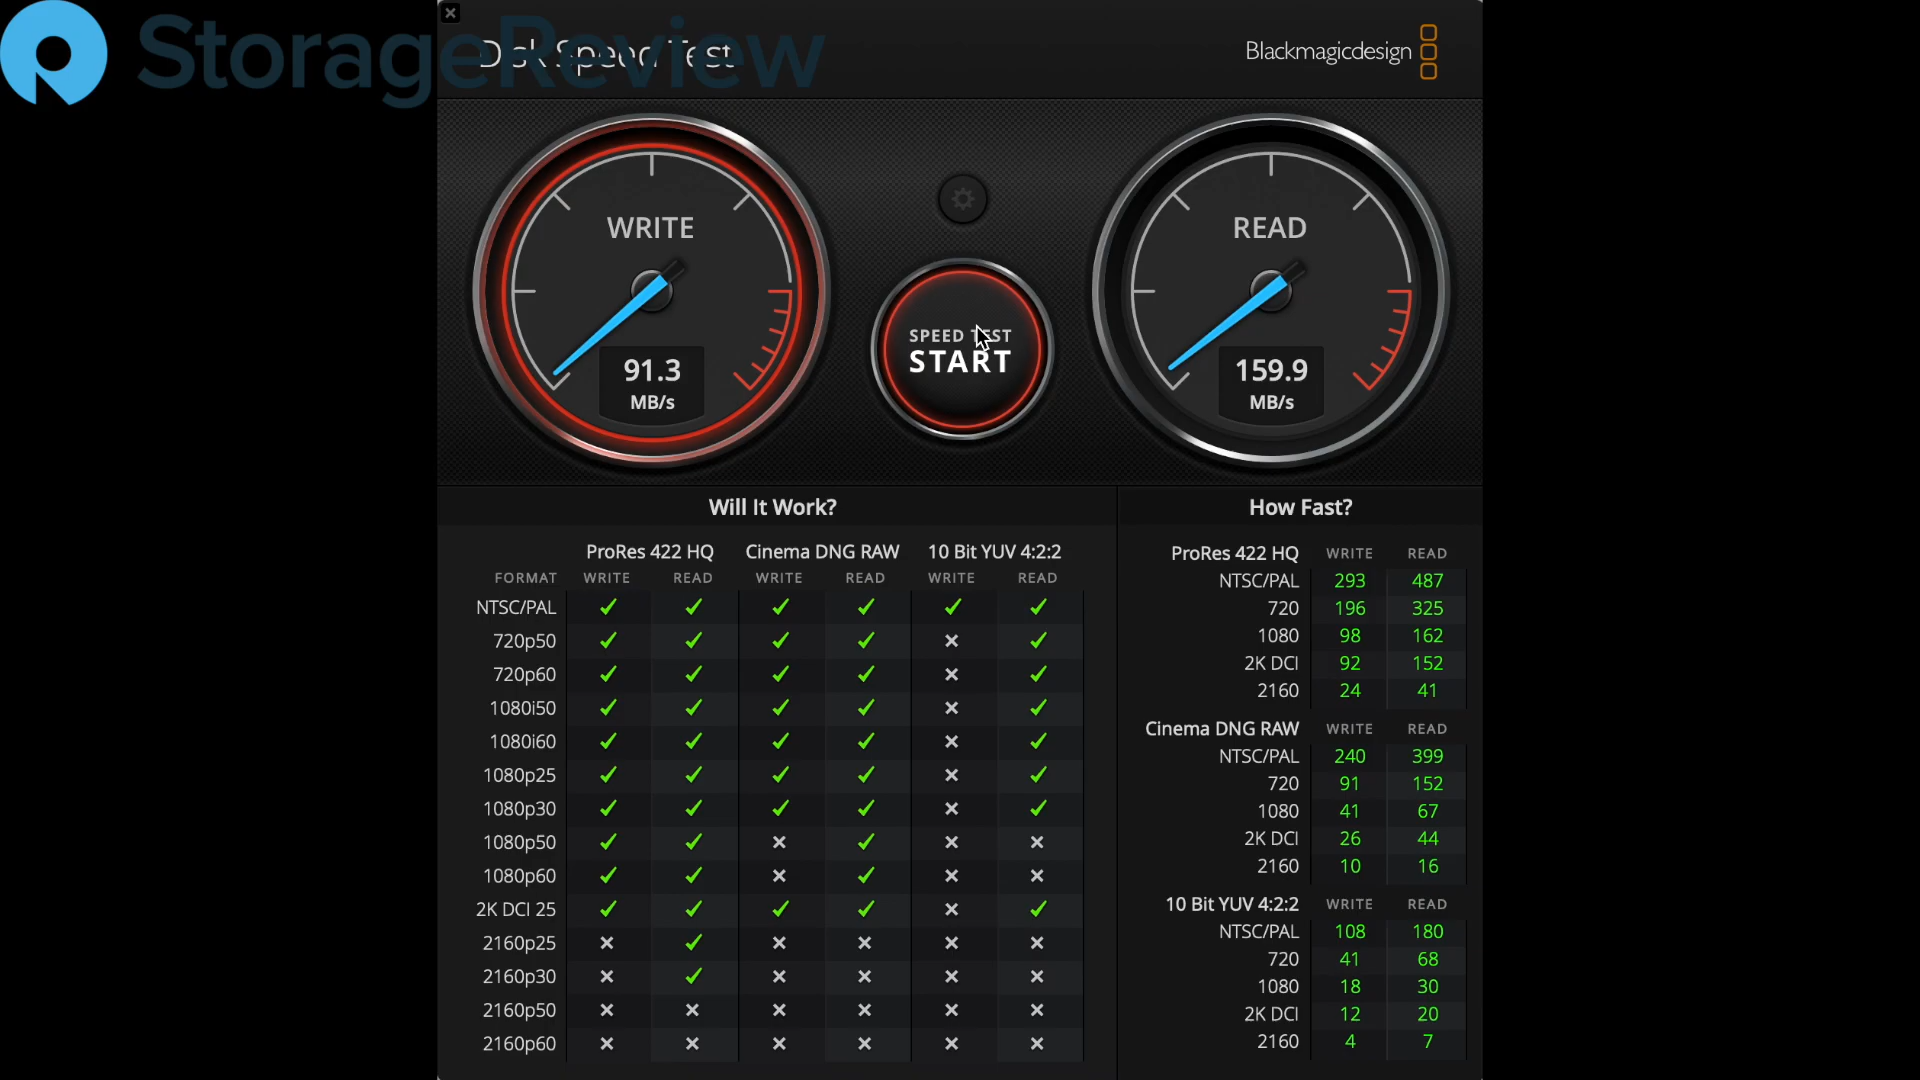 StorageReview
Disk Speed Test
Blackmagicdesign
WRITE
91.3
MB/s
SPEED TEST
START
READ
159.9
MB/s
Will It Work?
ProRes 422 HQ Cinema DNG RAW 10 Bit YUV 4:2:2
FORMAT WRITE READ WRITE READ WRITE READ
NTSC/PAL ✓ ✓ ✓ ✓ ✓ ✓
720p50 ✓ ✓ ✓ ✓ × ✓
720p60 ✓ ✓ ✓ ✓ × ✓
1080i50 ✓ ✓ ✓ ✓ × ✓
1080i60 ✓ ✓ ✓ ✓ × ✓
1080p25 ✓ ✓ ✓ ✓ × ✓
1080p30 ✓ ✓ ✓ ✓ × ✓
1080p50 ✓ ✓ × ✓ × ×
1080p60 ✓ ✓ × ✓ × ×
2K DCI 25 ✓ ✓ ✓ ✓ × ✓
2160p25 × ✓ × × × ×
2160p30 × ✓ × × × ×
2160p50 × × × × × ×
2160p60 × × × × × ×
How Fast?
ProRes 422 HQ WRITE READ
NTSC/PAL 293 487
720 196 325
1080 98 162
2K DCI 92 152
2160 24 41
Cinema DNG RAW WRITE READ
NTSC/PAL 240 399
720 91 152
1080 41 67
2K DCI 26 44
2160 10 16
10 Bit YUV 4:2:2 WRITE READ
NTSC/PAL 108 180
720 41 68
1080 18 30
2K DCI 12 20
2160 4 7